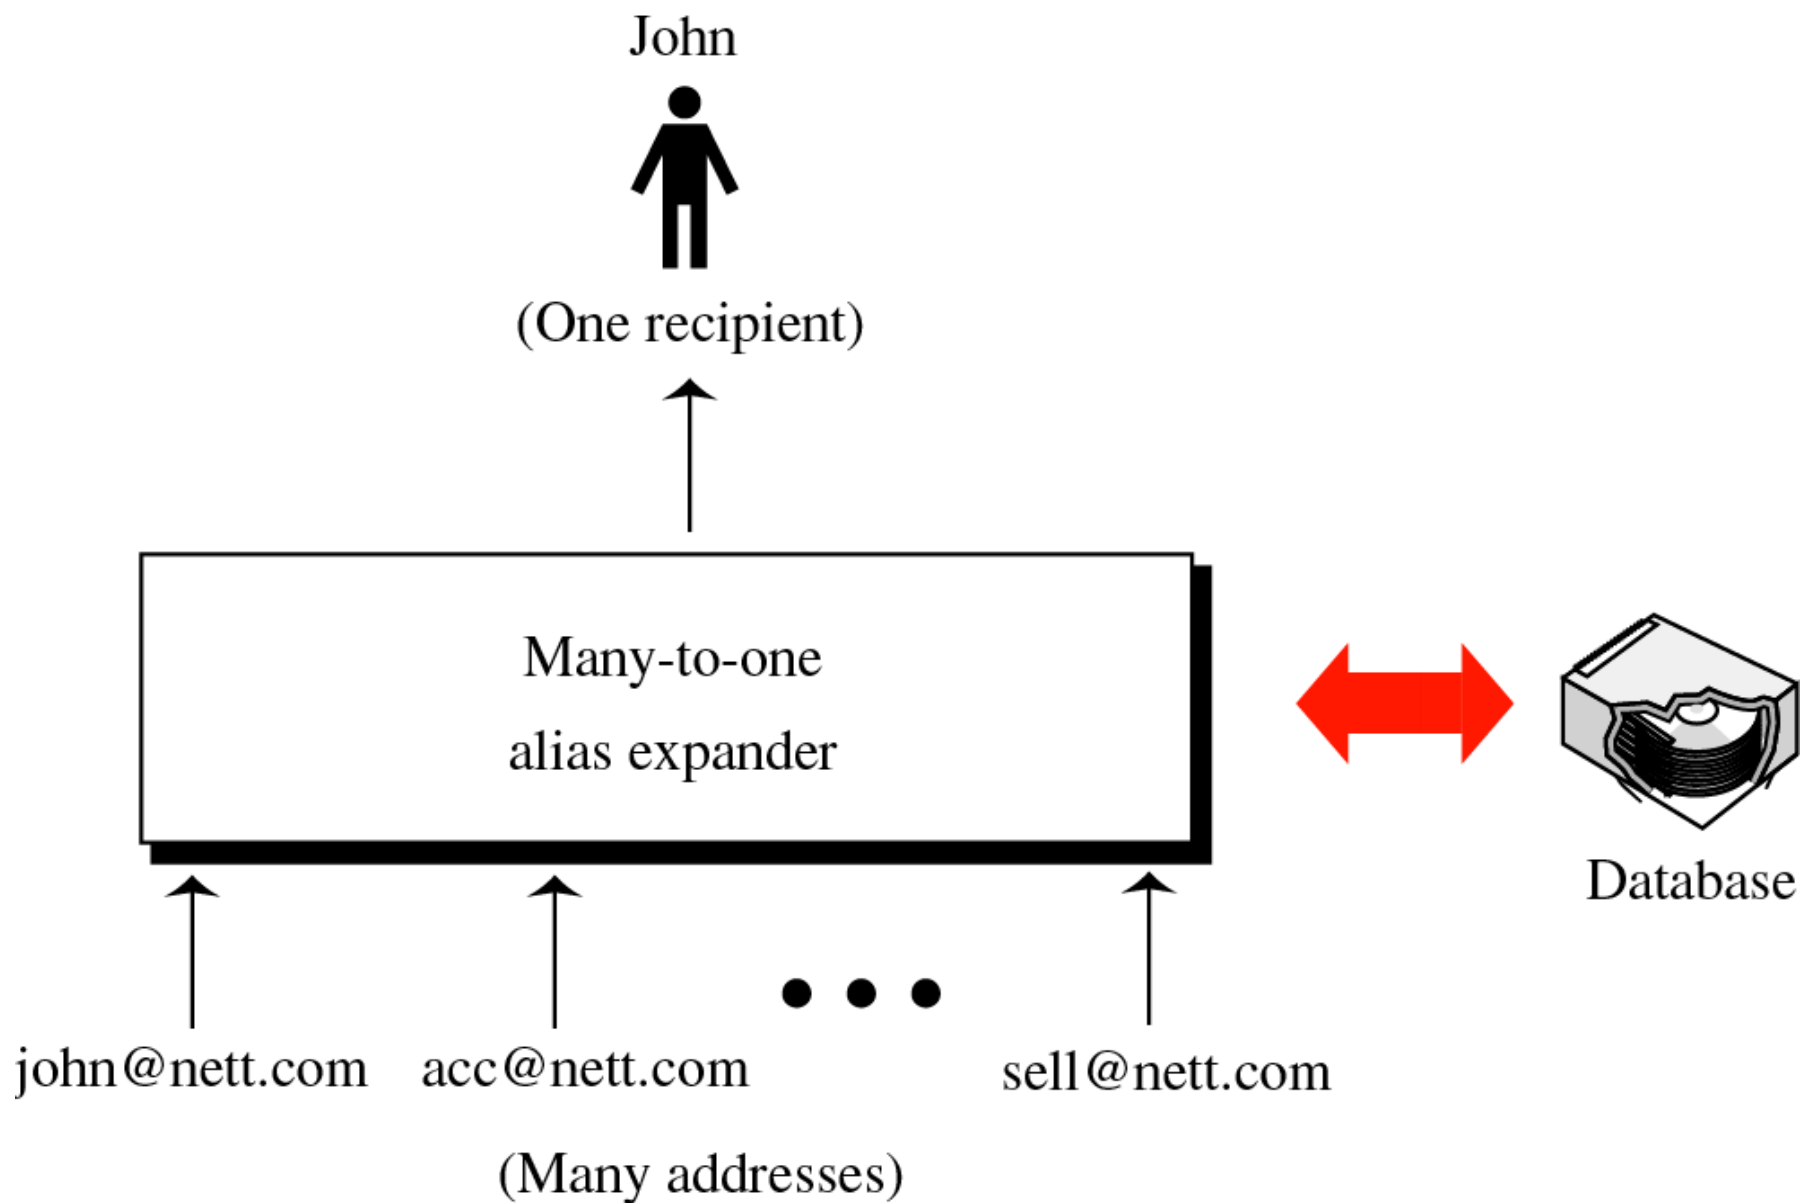 John
(One recipient)
Many-to-one
alias expander
Database
john@nett.com acc@nett.com sell@nett.com
(Many addresses)